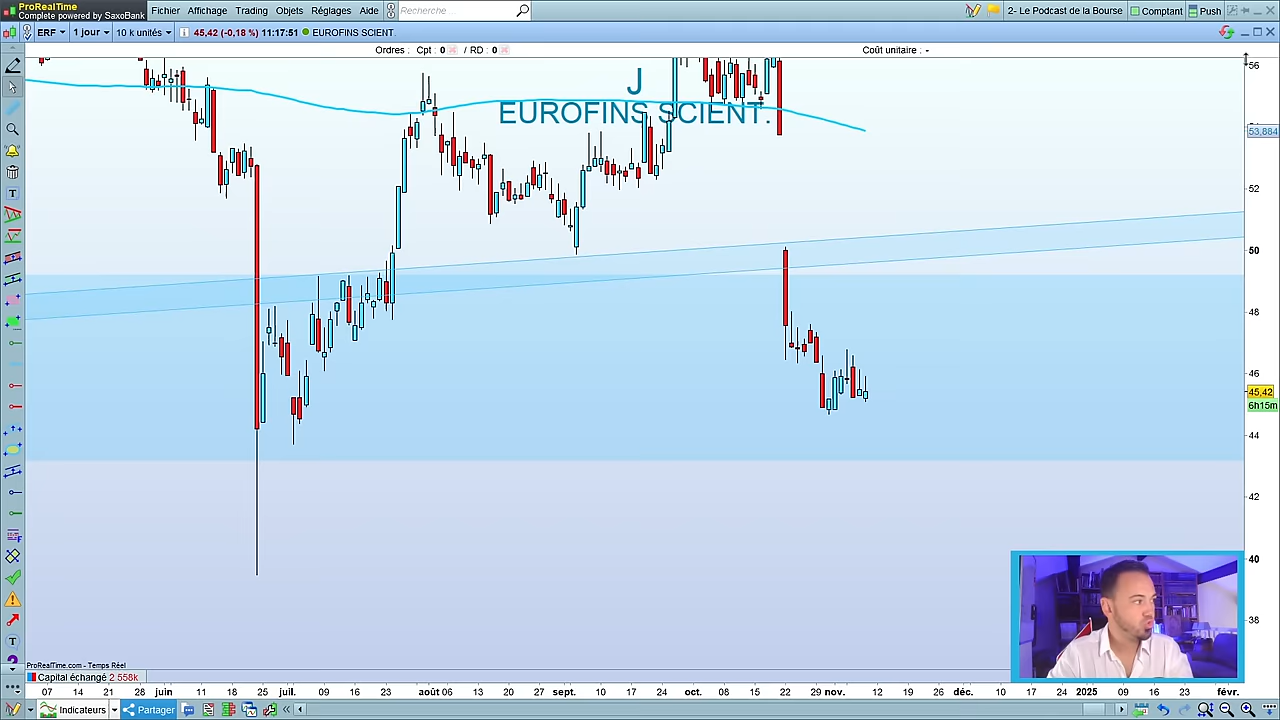 ProRealTime
Complete powered by SaxoBank
Fichier Affichage Trading Objets Réglages Aide Recherche... 2- Le Podcast de la Bourse Comptant Push
ERF 1 jour 10 k unités 45,42 (-0,18 %) 11:17:51 EUROFINS SCIENT.
Ordres : Cpt : 0 / RD : 0 Coût unitaire : -
J
EUROFINS SCIENT.
56
53,884
52
50
48
46
45,42
6h15m
44
42
40
38
ProRealTime.com - Temps Réel
Capital échangé 2 558k
07 14 21 28 juin 11 18 25 juil. 09 16 23 août 06 13 20 27 sept. 10 17 24 oct. 08 15 22 29 nov. 12 19 26 déc. 10 17 24 2025 09 16 23 févr.
Indicateurs Partager